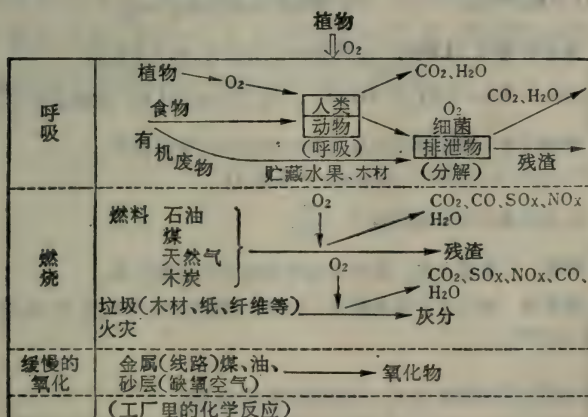 植物
O₂
呼吸
植物 → O₂
CO₂、H₂O
食物
人类
动物
(呼吸)
O₂
细菌
排泄物
(分解)
CO₂、H₂O
残渣
有机废物
贮藏水果、木材
燃烧
燃料 石油
煤
天然气
木炭
O₂
CO₂、CO、SOx、NOx
H₂O
残渣
O₂
CO₂、SOx、NOx、CO、
H₂O
垃圾(木材、纸、纤维等)
火灾
灰分
缓慢的
氧化
金属(线路)煤、油、
砂层(缺氧空气)
氧化物
(工厂里的化学反应)